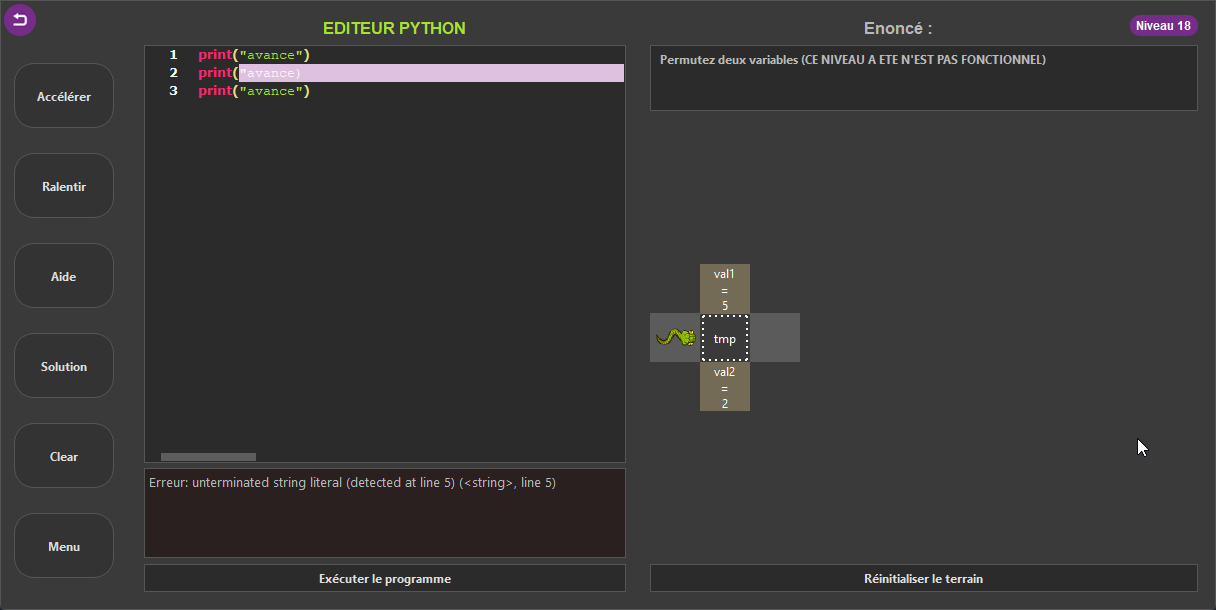 EDITEUR PYTHON
Enoncé :
Niveau 18
Accélérer
Ralentir
Aide
Solution
Clear
Menu
1 print("avance")
2 print("avance)
3 print("avance")
Erreur: unterminated string literal (detected at line 5) (<string>, line 5)
Exécuter le programme
Permutez deux variables (CE NIVEAU A ETE N'EST PAS FONCTIONNEL)
val1
=
5
tmp
val2
=
2
Réinitialiser le terrain